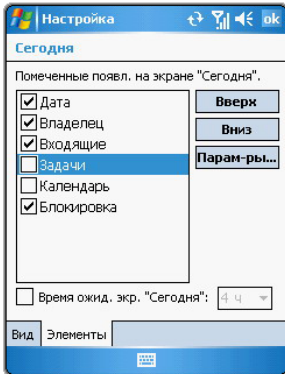 Настройка
ok
Сегодня
Помеченные появл. на экране "Сегодня".
Дата
Владелец
Входящие
Задачи
Календарь
Блокировка
Вверх
Вниз
Парам-ры...
Время ожид. экр. "Сегодня": 4 ч
Вид Элементы